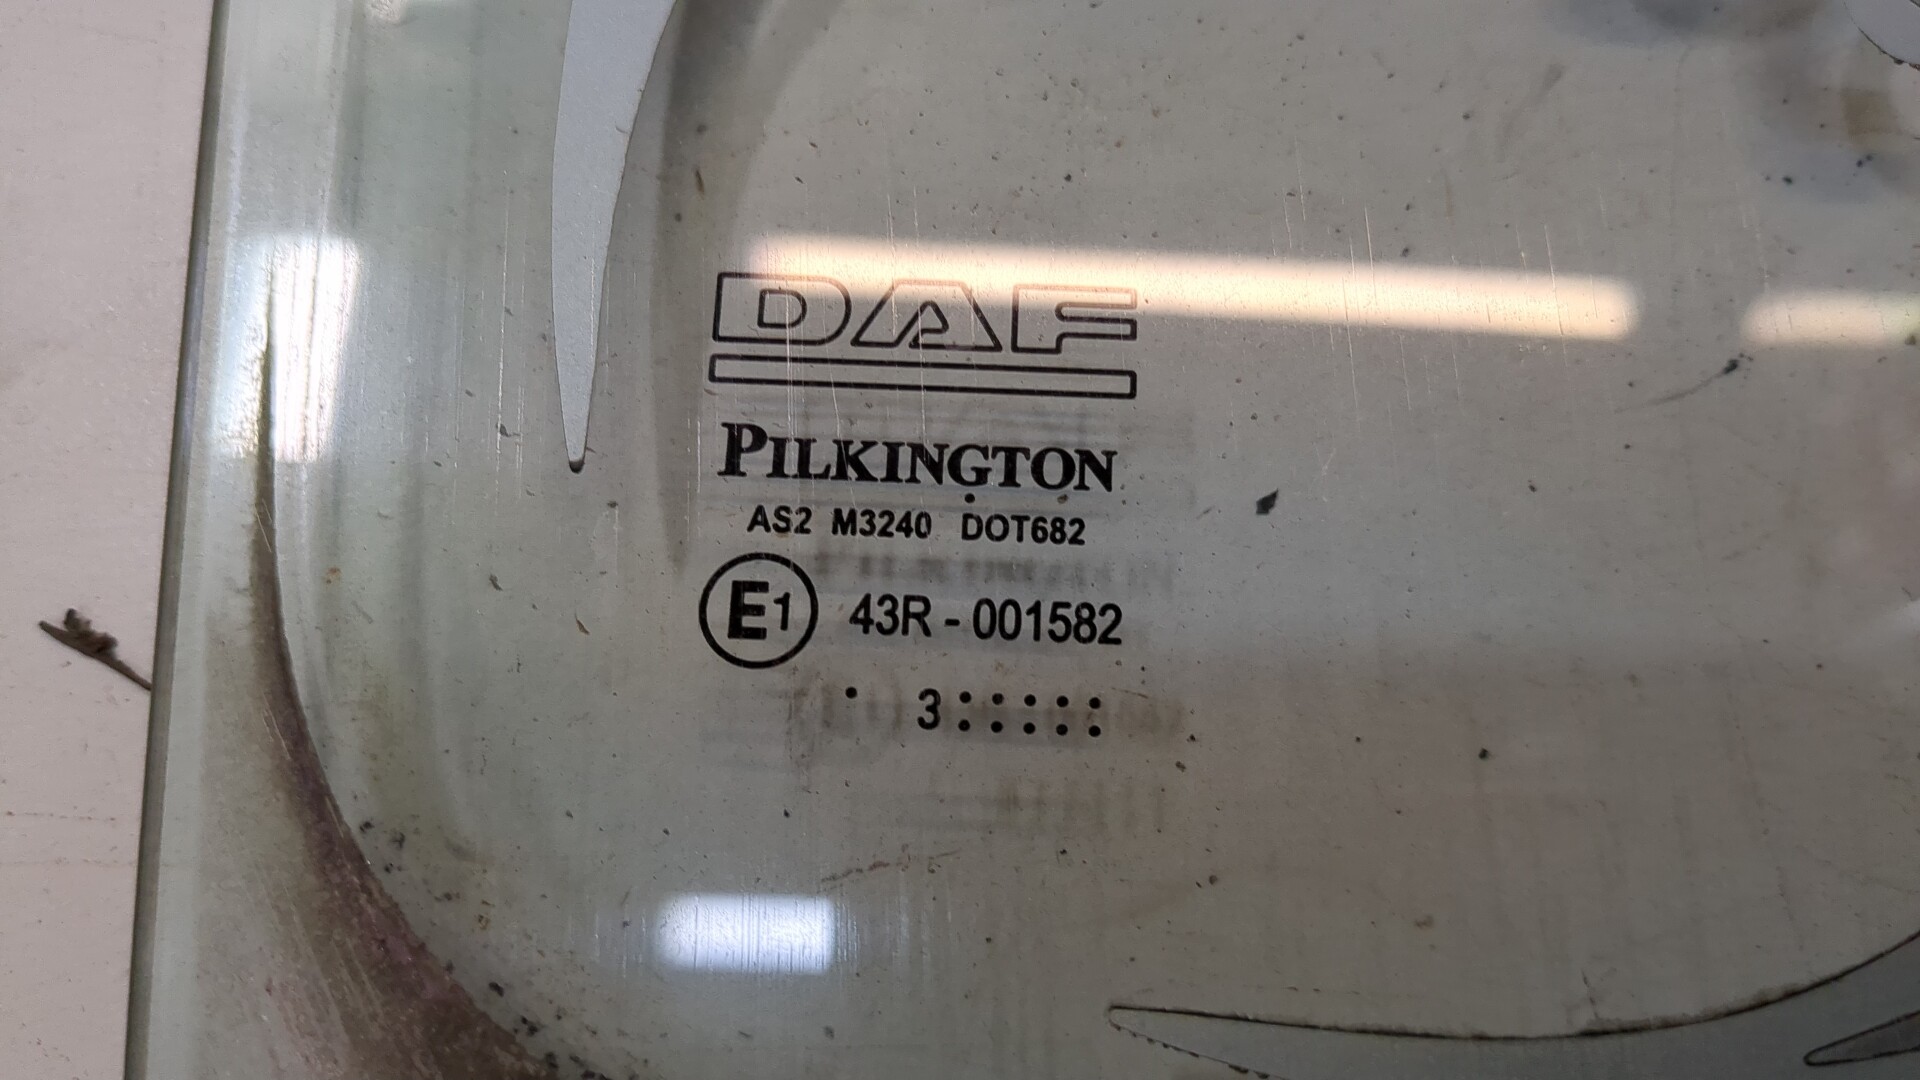 DAF
PILKINGTON
AS2 M3240 DOT682
E1 43R - 001582
. 3 : : : : :